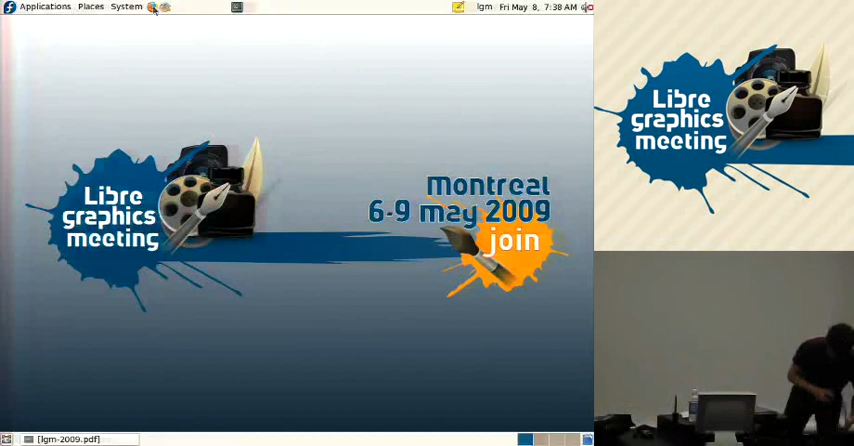 Applications Places System
lgm Fri May 8, 7:38 AM
Libre
graphics
meeting
montreal
6-9 may 2009
join
[lgm-2009.pdf]
Libre
graphics
meeting